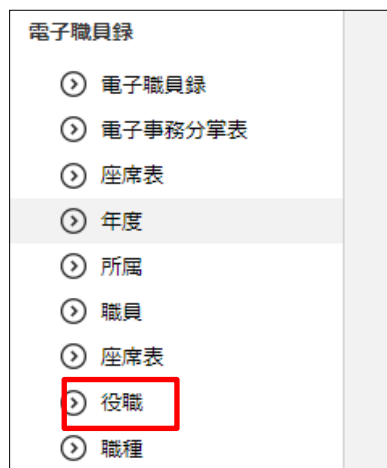 電子職員録
電子職員録
電子事務分掌表
座席表
年度
所属
職員
座席表
役職
職種